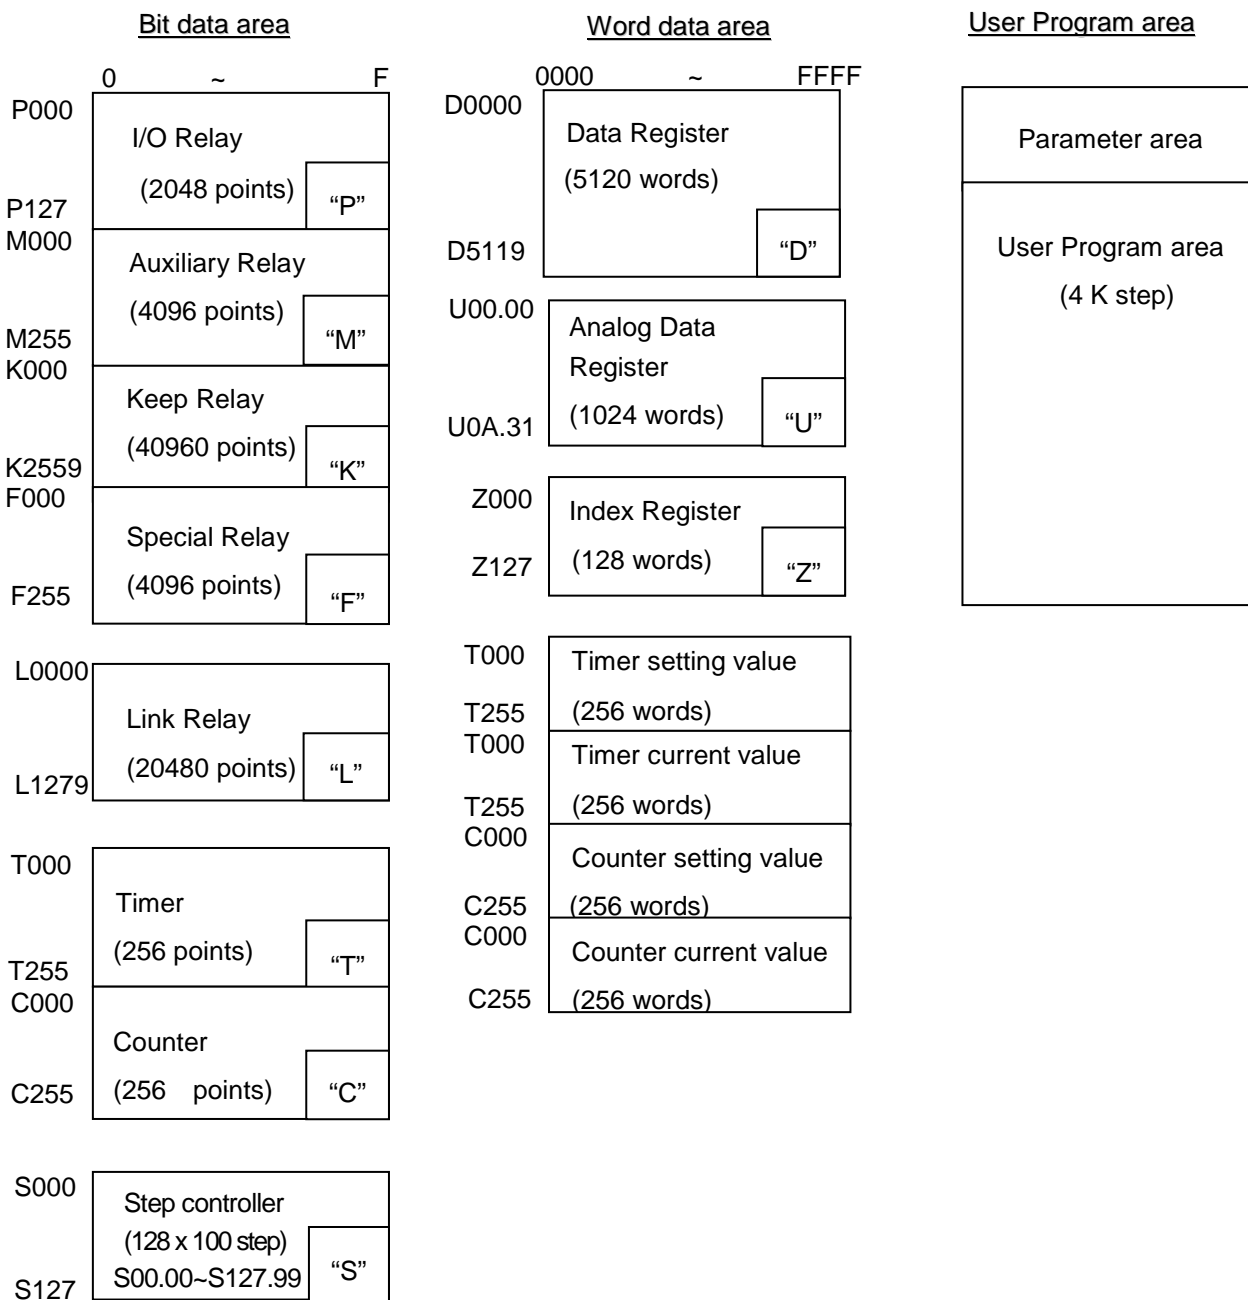 Bit data area
0 ~ F
P000
I/O Relay
(2048 points)
"P"
P127
M000
Auxiliary Relay
(4096 points)
"M"
M255
K000
Keep Relay
(40960 points)
"K"
K2559
F000
Special Relay
(4096 points)
"F"
F255
L0000
Link Relay
(20480 points)
"L"
L1279
T000
Timer
(256 points)
"T"
T255
C000
Counter
(256 points)
"C"
C255
S000
Step controller
(128 x 100 step)
S00.00~S127.99
"S"
S127
Word data area
0000 ~ FFFF
D0000
Data Register
(5120 words)
"D"
D5119
U00.00
Analog Data
Register
(1024 words)
"U"
U0A.31
Z000
Index Register
(128 words)
"Z"
Z127
T000
Timer setting value
(256 words)
T255
T000
Timer current value
(256 words)
T255
C000
Counter setting value
(256 words)
C255
C000
Counter current value
(256 words)
C255
User Program area
Parameter area
User Program area
(4 K step)